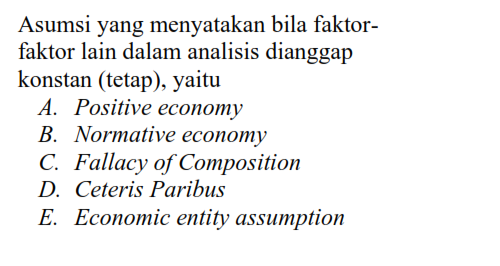 Asumsi yang menyatakan bila faktor-
faktor lain dalam analisis dianggap
konstan (tetap), yaitu
A. Positive economy
B. Normative economy
C. Fallacy of Composition
D. Ceteris Paribus
E. Economic entity assumption